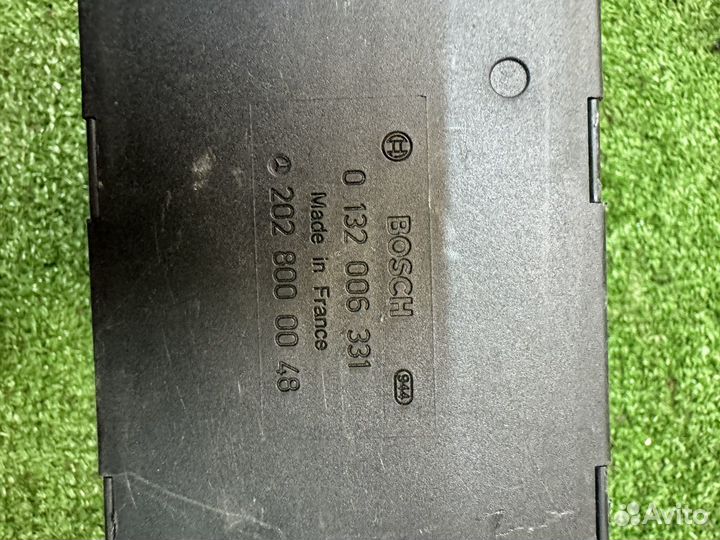 BOSCH 944
0 132 006 331
Made in France
202 800 00 48
Avito